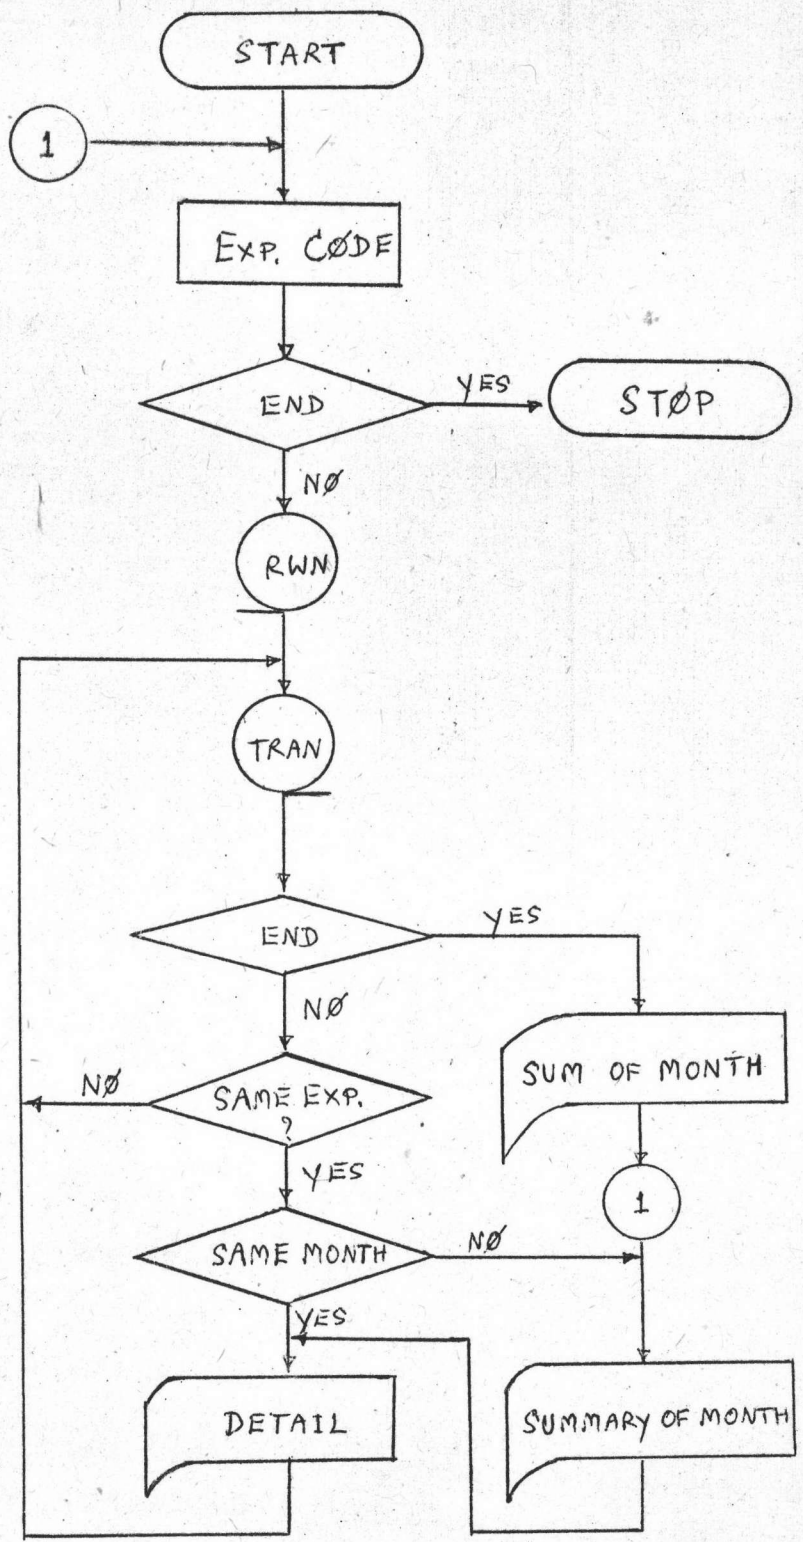 START
1
EXP. CØDE
END
YES
STØP
NØ
RWN
TRAN
END
YES
NØ
SUM OF MONTH
NØ
SAME EXP.
?
YES
1
SAME MONTH
NØ
YES
DETAIL
SUMMARY OF MONTH